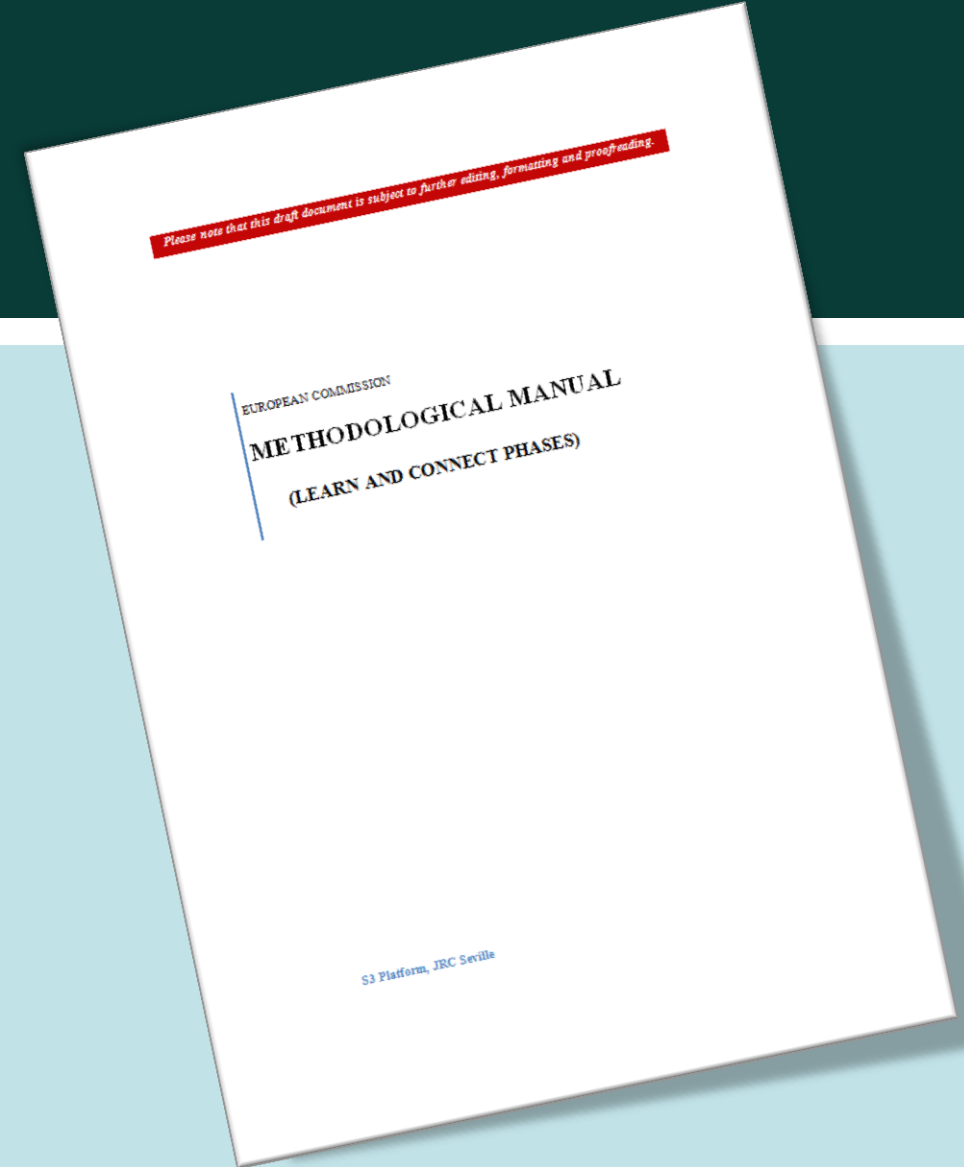 Please note that this draft document is subject to further editing, formatting and proofreading.
EUROPEAN COMMISSION
METHODOLOGICAL MANUAL
(LEARN AND CONNECT PHASES)
S3 Platform, JRC Seville